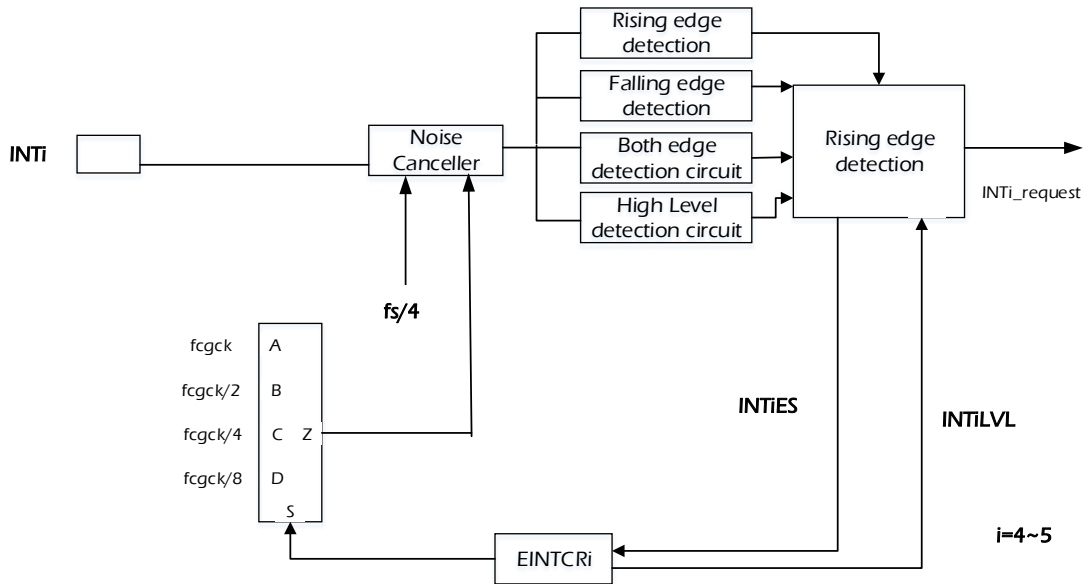 Rising edge
detection
Falling edge
detection
Both edge
detection circuit
High Level
detection circuit
Rising edge
detection
INTi
Noise
Canceller
INTi_request
fs/4
fcgck A
fcgck/2 B
fcgck/4 C Z
fcgck/8 D
S
INTiES
INTiLVL
EINTCRi
i=4~5